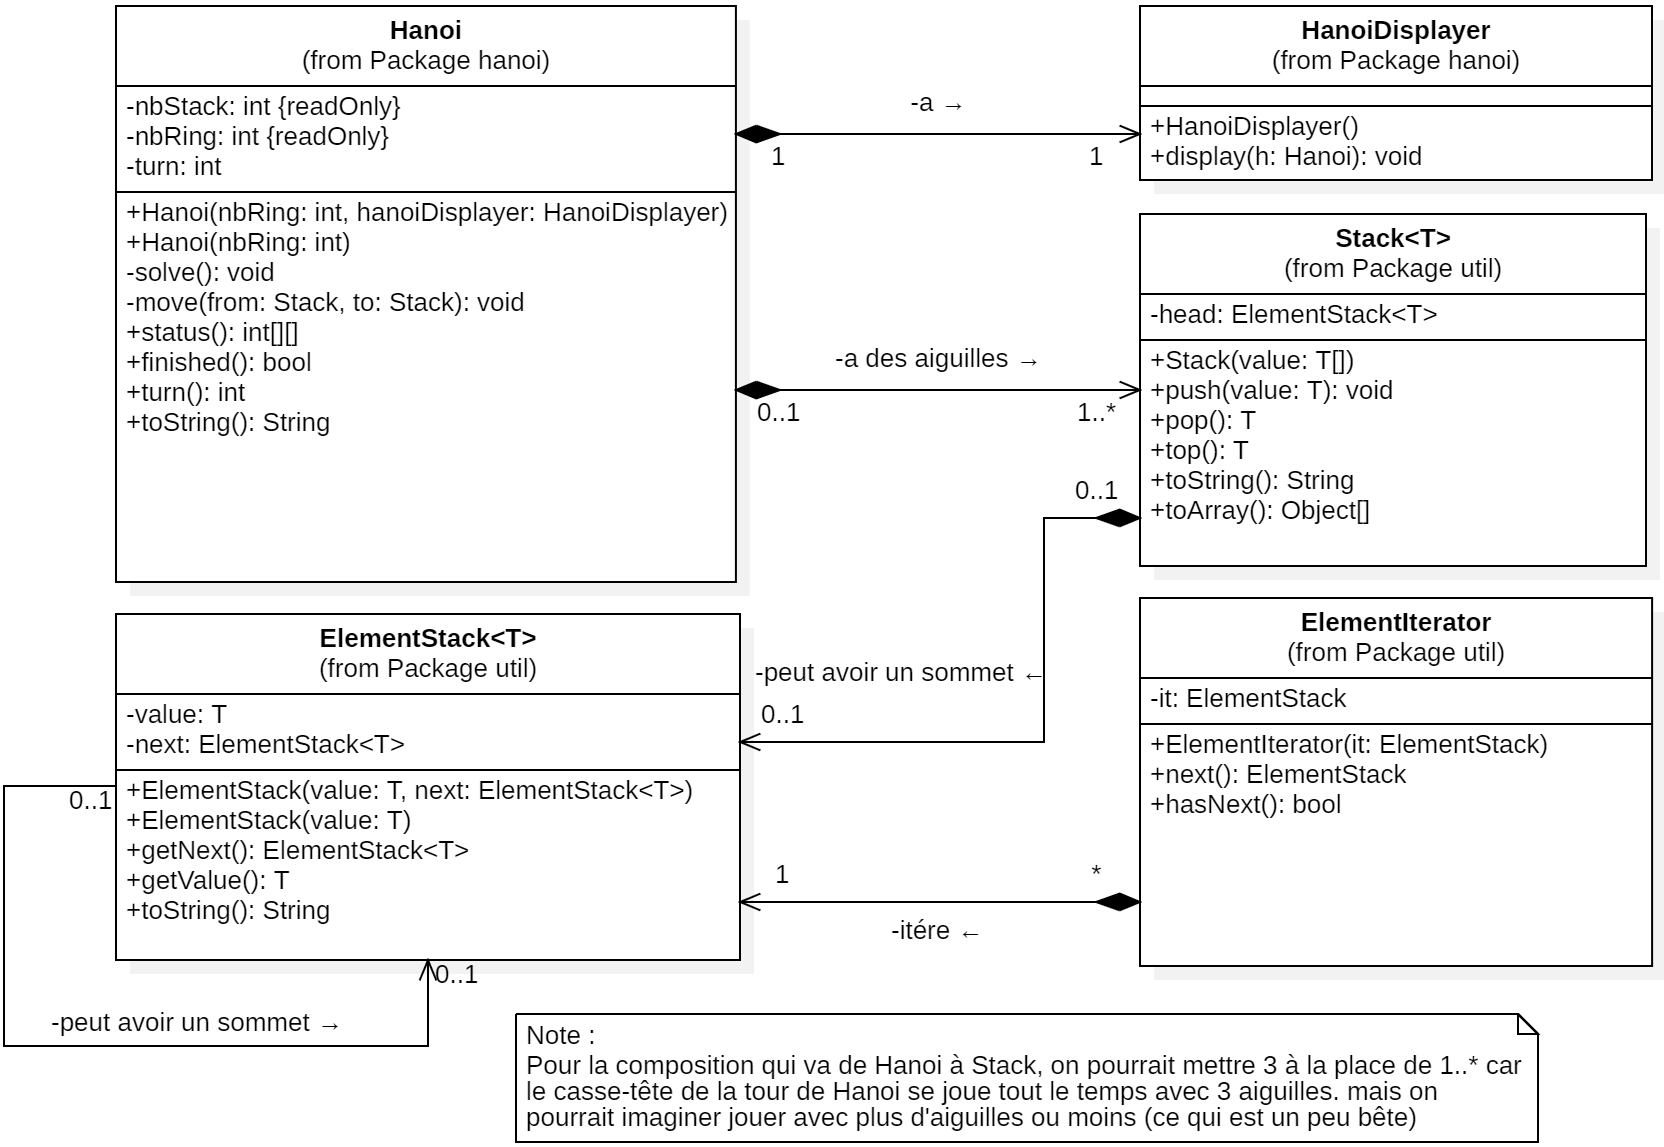 Hanoi
(from Package hanoi)
-nbStack: int {readOnly}
-nbRing: int {readOnly}
-turn: int
+Hanoi(nbRing: int, hanoiDisplayer: HanoiDisplayer)
+Hanoi(nbRing: int)
-solve(): void
-move(from: Stack, to: Stack): void
+status(): int[][]
+finished(): bool
+turn(): int
+toString(): String
-a →
1
1
HanoiDisplayer
(from Package hanoi)
+HanoiDisplayer()
+display(h: Hanoi): void
-a des aiguilles →
0..1
1..*
Stack<T>
(from Package util)
-head: ElementStack<T>
+Stack(value: T[])
+push(value: T): void
+pop(): T
+top(): T
+toString(): String
+toArray(): Object[]
0..1
-peut avoir un sommet ←
0..1
ElementStack<T>
(from Package util)
-value: T
-next: ElementStack<T>
+ElementStack(value: T, next: ElementStack<T>)
+ElementStack(value: T)
+getNext(): ElementStack<T>
+getValue(): T
+toString(): String
0..1
0..1
-peut avoir un sommet →
1
*
-itére ←
ElementIterator
(from Package util)
-it: ElementStack
+ElementIterator(it: ElementStack)
+next(): ElementStack
+hasNext(): bool
Note :
Pour la composition qui va de Hanoi à Stack, on pourrait mettre 3 à la place de 1..* car
le casse-tête de la tour de Hanoi se joue tout le temps avec 3 aiguilles. mais on
pourrait imaginer jouer avec plus d'aiguilles ou moins (ce qui est un peu bête)